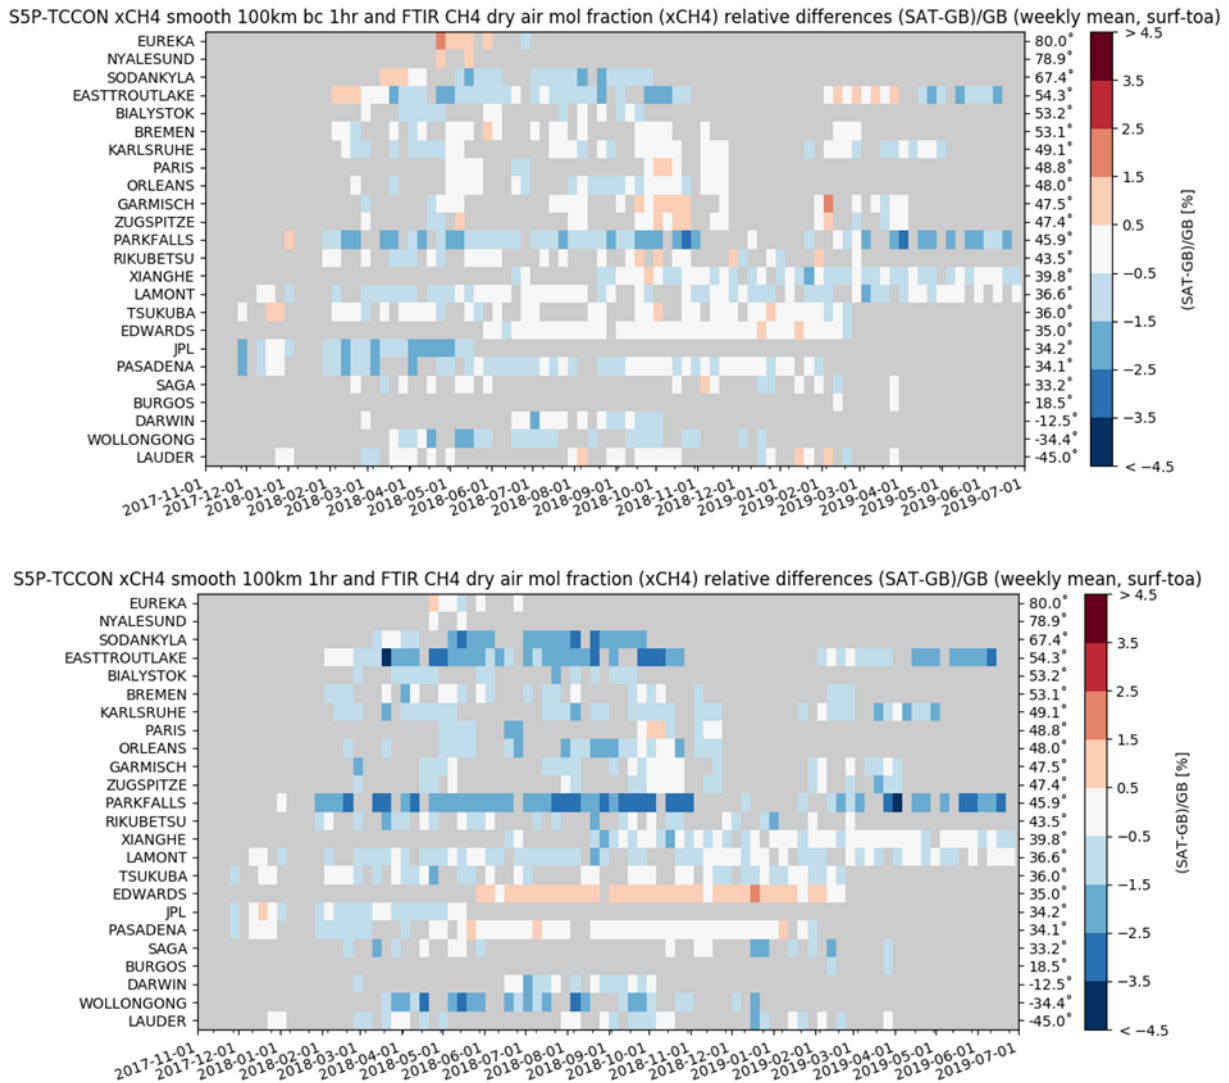 S5P-TCCON xCH4 smooth 100km bc 1hr and FTIR CH4 dry air mol fraction (xCH4) relative differences (SAT-GB)/GB (weekly mean, surf-toa)
EUREKA 80.0°
NYALESUND 78.9°
SODANKYLA 67.4°
EASTTROUTLAKE 54.3°
BIALYSTOK 53.2°
BREMEN 53.1°
KARLSRUHE 49.1°
PARIS 48.8°
ORLEANS 48.0°
GARMISCH 47.5°
ZUGSPITZE 47.4°
PARKFALLS 45.9°
RIKUBETSU 43.5°
XIANGHE 39.8°
LAMONT 36.6°
TSUKUBA 36.0°
EDWARDS 35.0°
JPL 34.2°
PASADENA 34.1°
SAGA 33.2°
BURGOS 18.5°
DARWIN -12.5°
WOLLONGONG -34.4°
LAUDER -45.0°
2017-11-01 2017-12-01 2018-01-01 2018-02-01 2018-03-01 2018-04-01 2018-05-01 2018-06-01 2018-07-01 2018-08-01 2018-09-01 2018-10-01 2018-11-01 2018-12-01 2019-01-01 2019-02-01 2019-03-01 2019-04-01 2019-05-01 2019-06-01 2019-07-01
> 4.5
3.5
2.5
1.5
0.5
−0.5
−1.5
−2.5
−3.5
< −4.5
(SAT-GB)/GB [%]
S5P-TCCON xCH4 smooth 100km 1hr and FTIR CH4 dry air mol fraction (xCH4) relative differences (SAT-GB)/GB (weekly mean, surf-toa)
EUREKA 80.0°
NYALESUND 78.9°
SODANKYLA 67.4°
EASTTROUTLAKE 54.3°
BIALYSTOK 53.2°
BREMEN 53.1°
KARLSRUHE 49.1°
PARIS 48.8°
ORLEANS 48.0°
GARMISCH 47.5°
ZUGSPITZE 47.4°
PARKFALLS 45.9°
RIKUBETSU 43.5°
XIANGHE 39.8°
LAMONT 36.6°
TSUKUBA 36.0°
EDWARDS 35.0°
JPL 34.2°
PASADENA 34.1°
SAGA 33.2°
BURGOS 18.5°
DARWIN -12.5°
WOLLONGONG -34.4°
LAUDER -45.0°
2017-11-01 2017-12-01 2018-01-01 2018-02-01 2018-03-01 2018-04-01 2018-05-01 2018-06-01 2018-07-01 2018-08-01 2018-09-01 2018-10-01 2018-11-01 2018-12-01 2019-01-01 2019-02-01 2019-03-01 2019-04-01 2019-05-01 2019-06-01 2019-07-01
> 4.5
3.5
2.5
1.5
0.5
−0.5
−1.5
−2.5
−3.5
< −4.5
(SAT-GB)/GB [%]